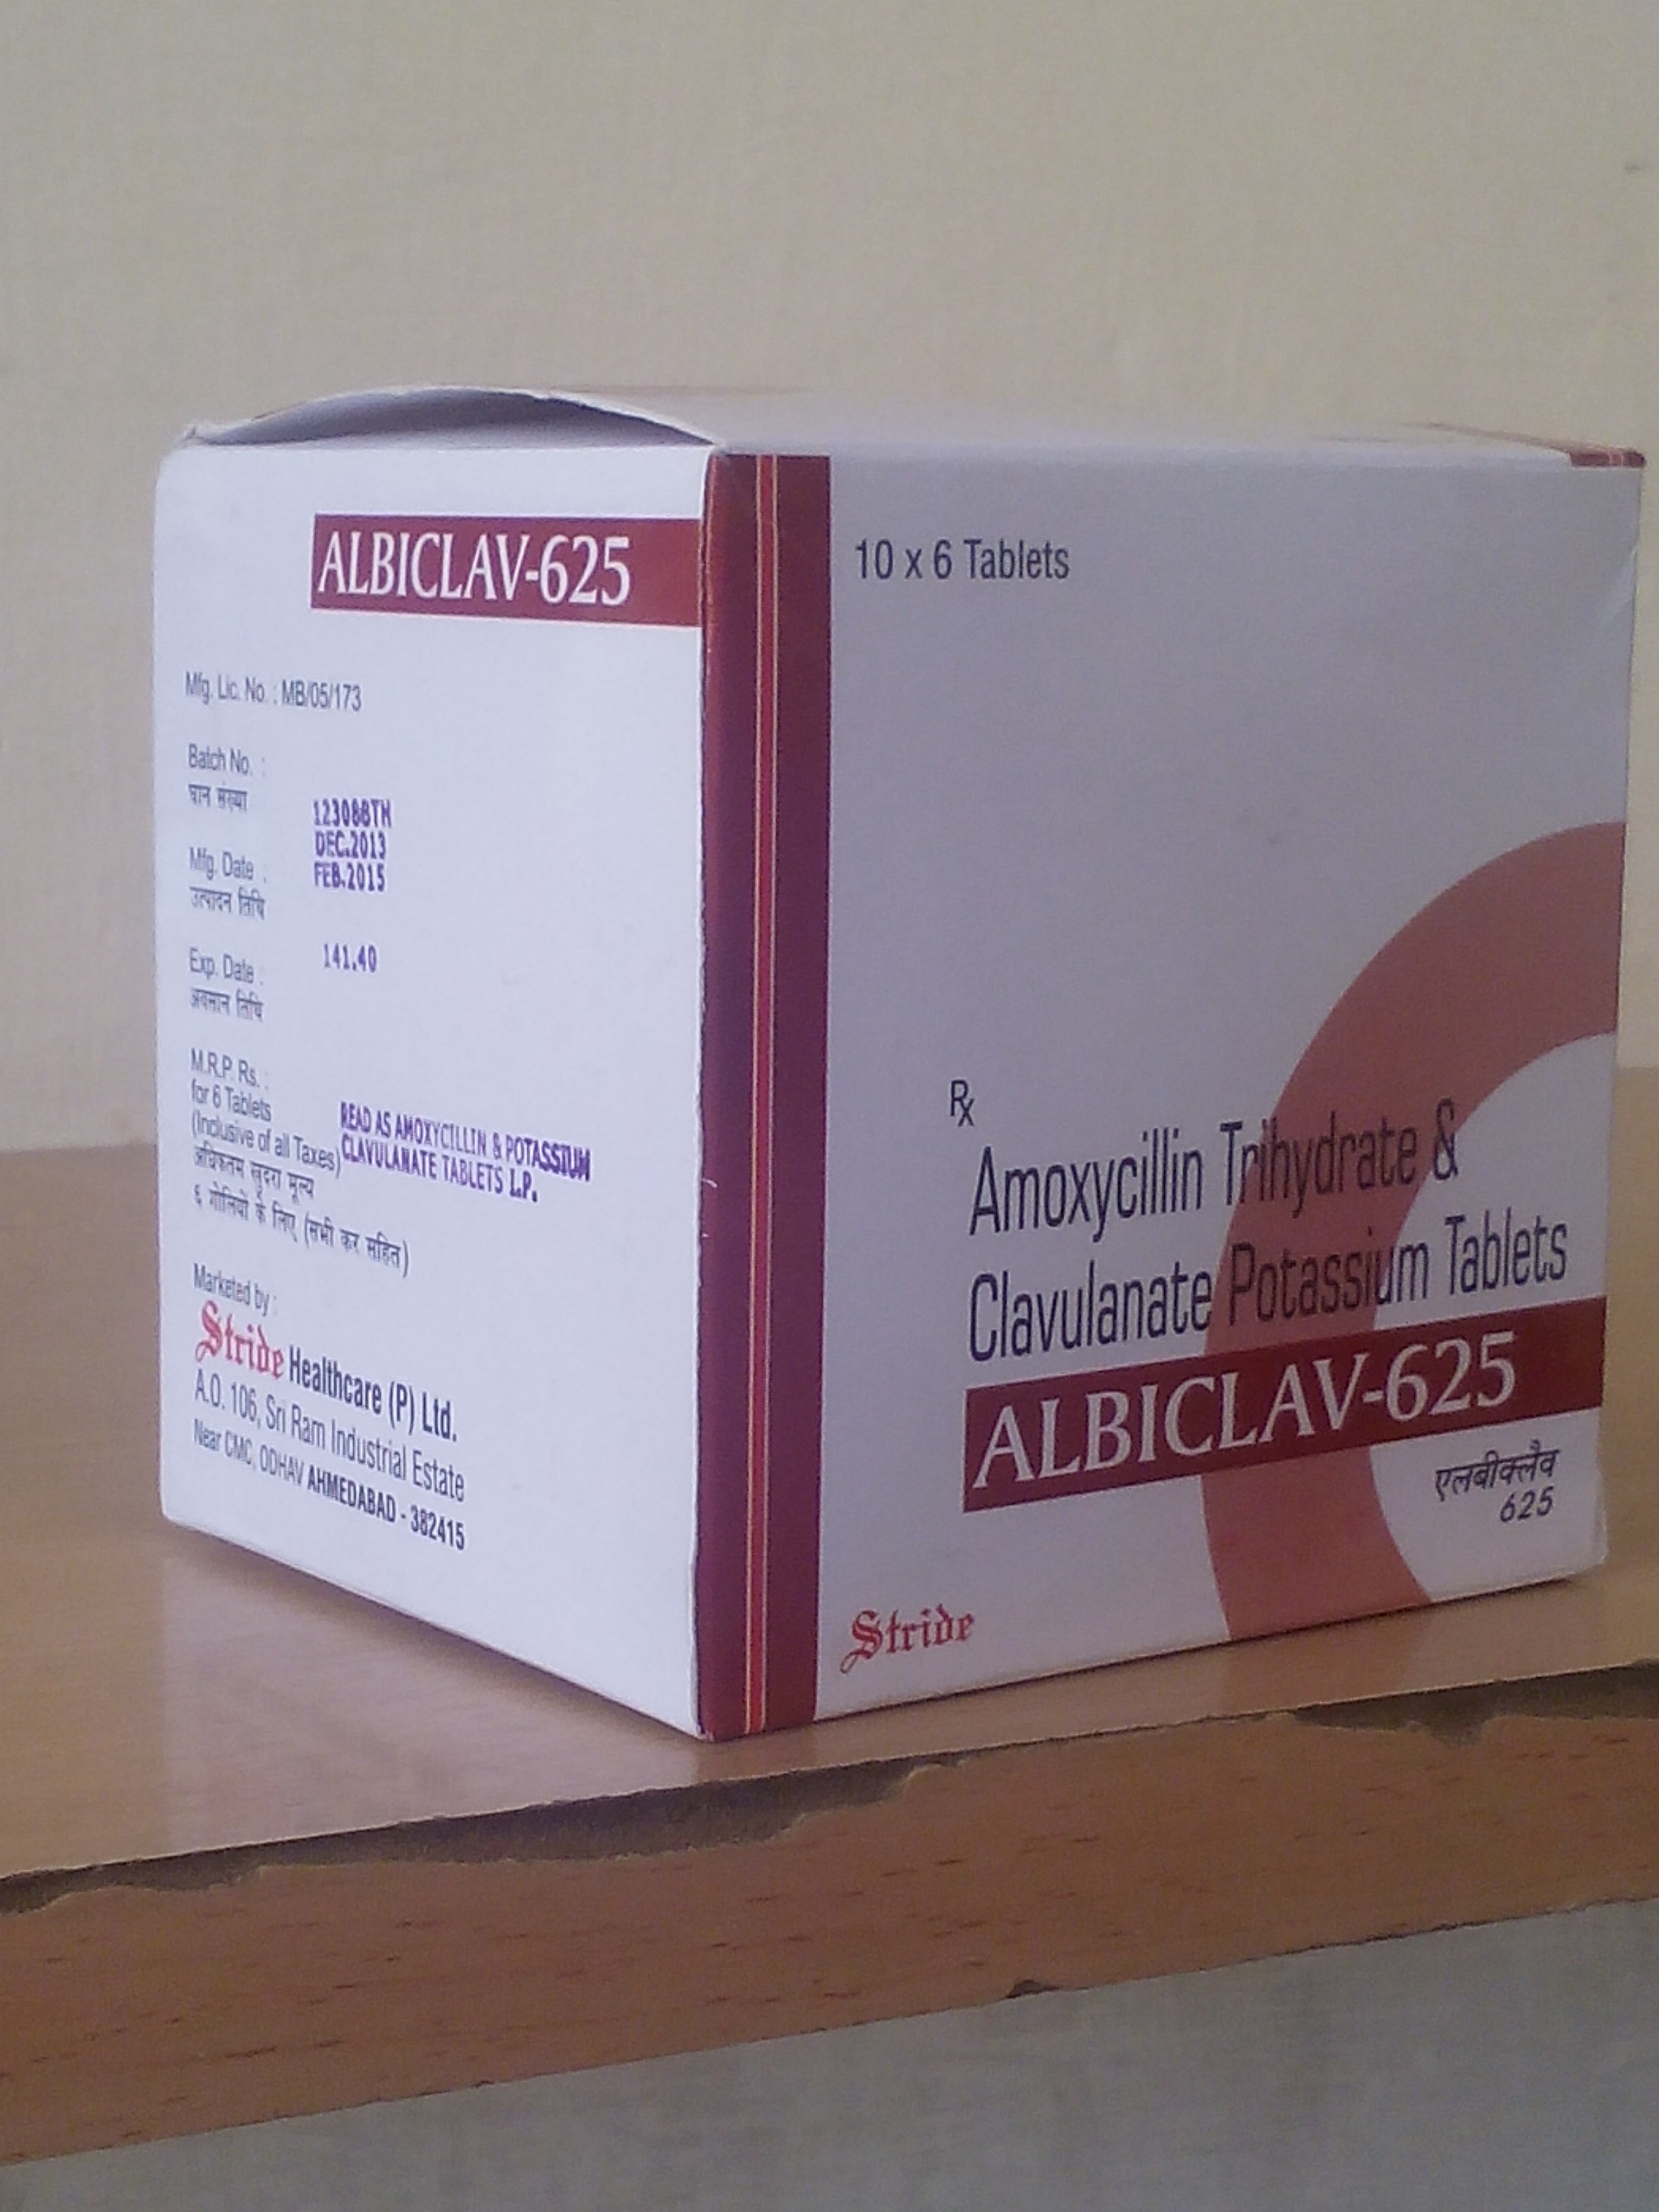 ALBICLAV-625
Mfg. Lic. No. : MB/05/173
Batch No. :
घान संख्या
12308BTN
DEC.2013
FEB.2015
Mfg. Date :
उत्पादन तिथि
141.40
Exp. Date :
अवसान तिथि
M.R.P. Rs. :
for 6 Tablets
(Inclusive of all Taxes)
अधिकतम खुदरा मूल्य
६ गोलियों के लिए (सभी कर सहित)
READ AS AMOXYCILLIN & POTASSIUM
CLAVULANATE TABLETS I.P.
Marketed by :
Stride Healthcare (P) Ltd.
A.O. 106, Sri Ram Industrial Estate
Near CMC, ODHAV AHMEDABAD - 382415
10 x 6 Tablets
Rx
Amoxycillin Trihydrate &
Clavulanate Potassium Tablets
ALBICLAV-625
एलबीक्लैव
625
Stride